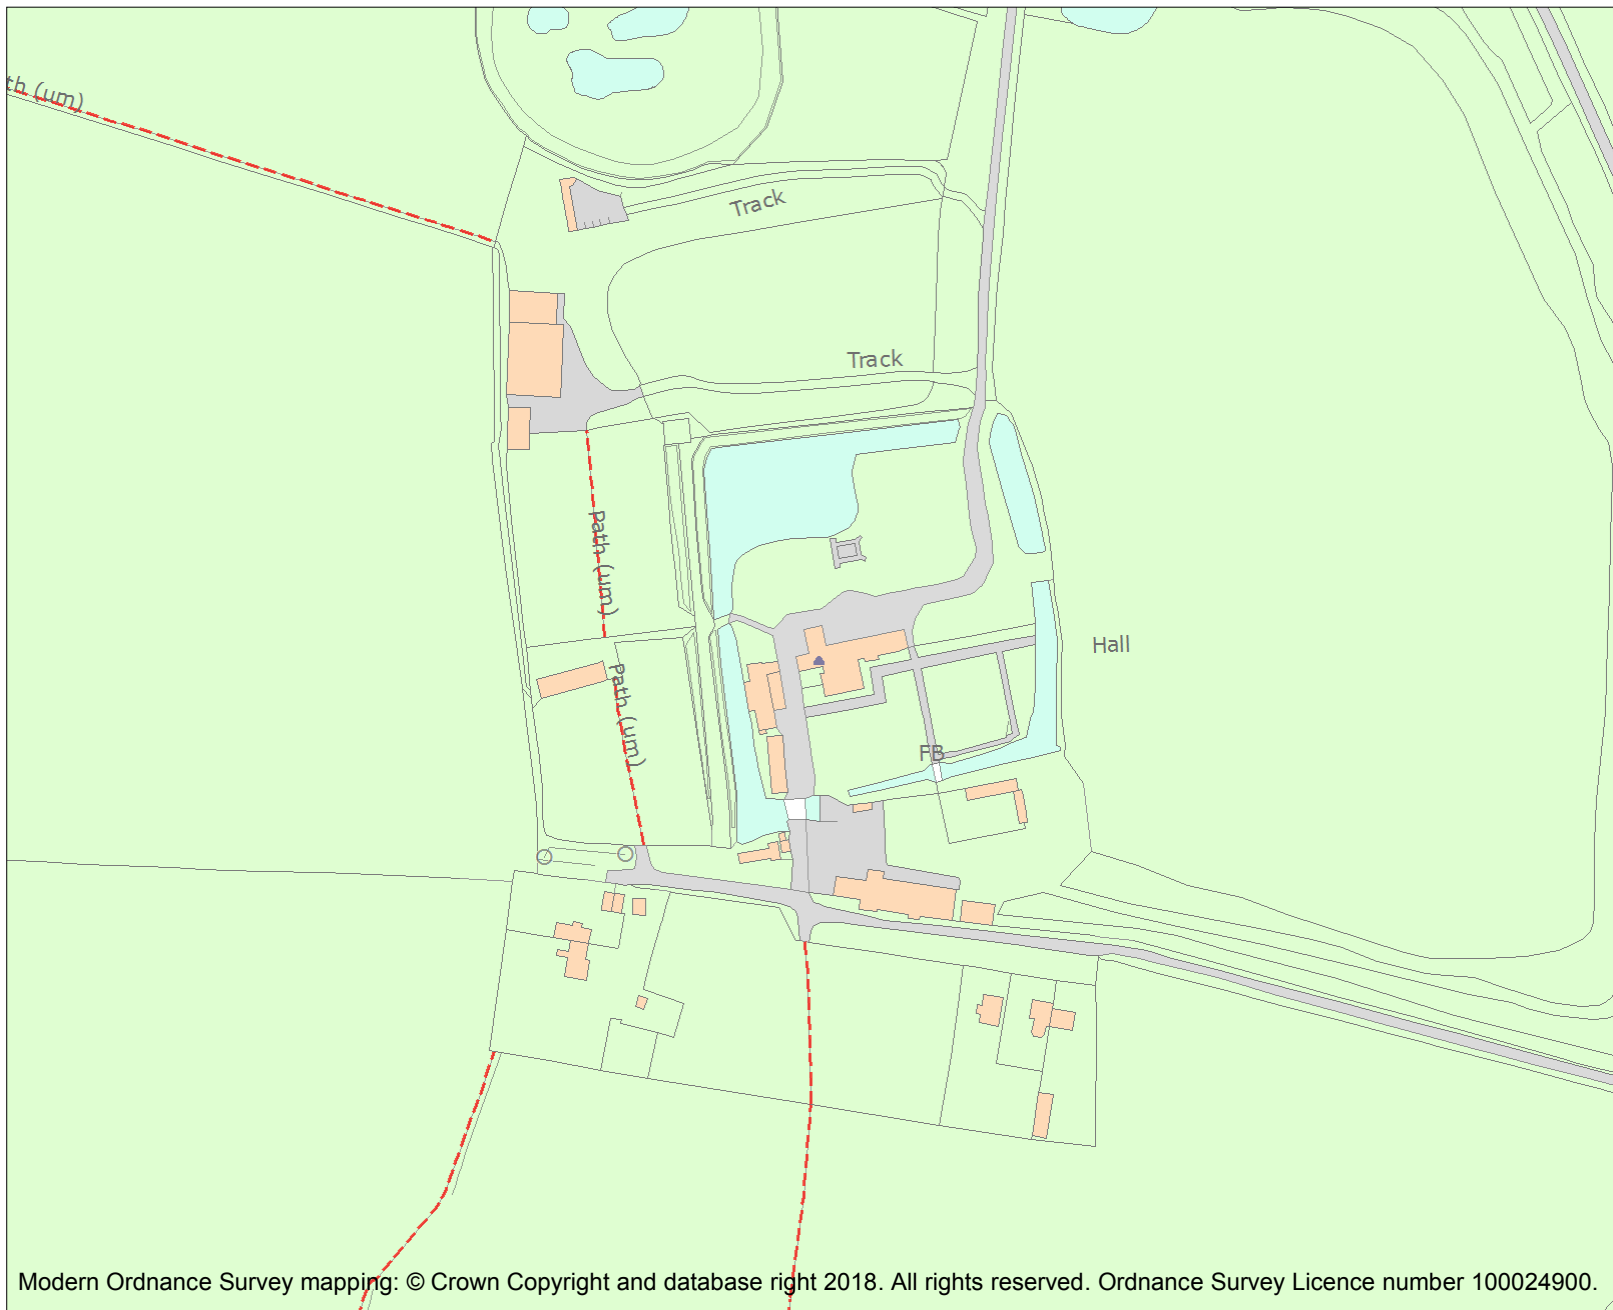 th (um)
Track
Track
Path (um)
Hall
Path (um)
FB
Modern Ordnance Survey mapping: © Crown Copyright and database right 2018. All rights reserved. Ordnance Survey Licence number 100024900.